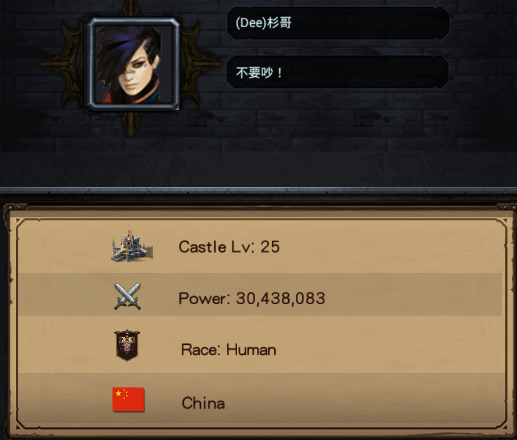 (Dee)杉哥
不要吵！
Castle Lv: 25
Power: 30,438,083
Race: Human
China